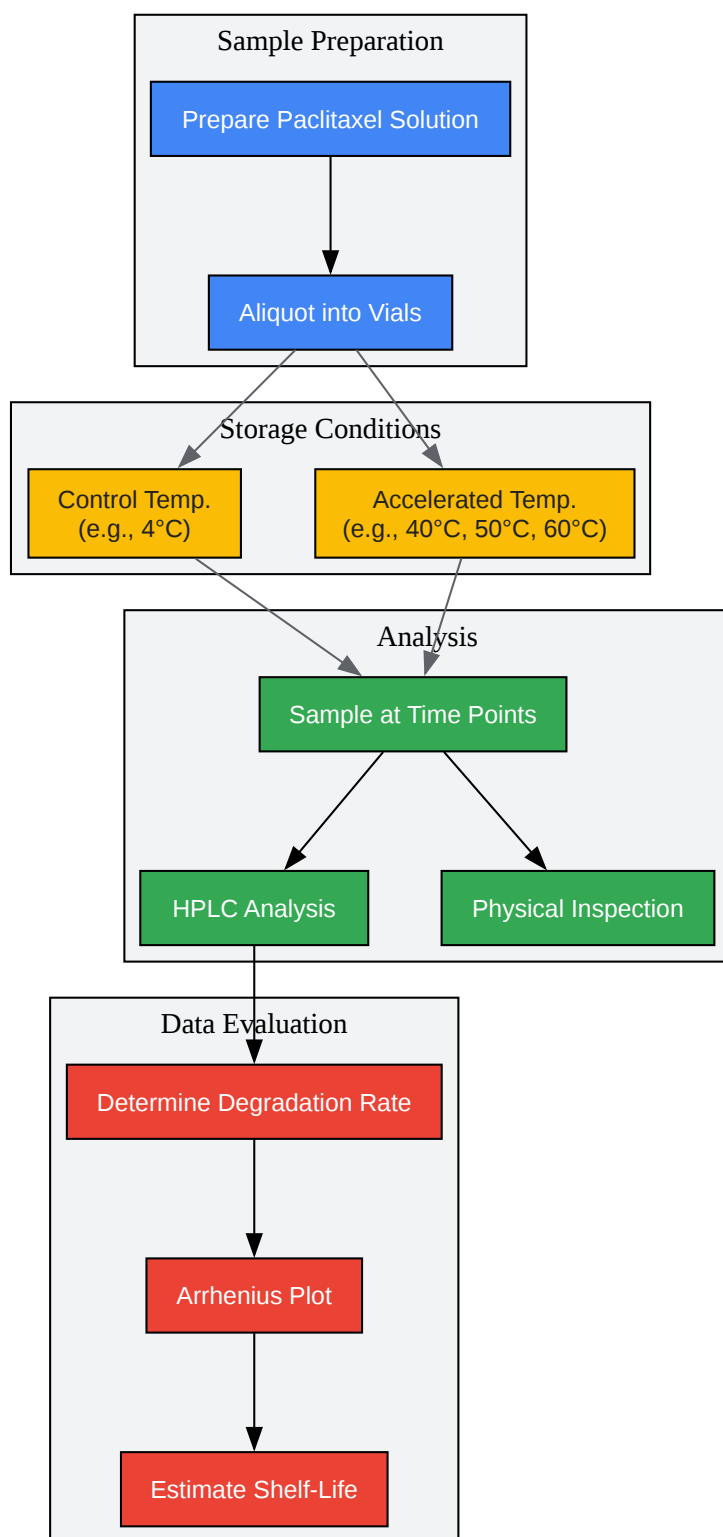 Sample Preparation
Prepare Paclitaxel Solution
Aliquot into Vials
Storage Conditions
Control Temp.
(e.g., 4°C)
Accelerated Temp.
(e.g., 40°C, 50°C, 60°C)
Analysis
Sample at Time Points
HPLC Analysis
Physical Inspection
Data Evaluation
Determine Degradation Rate
Arrhenius Plot
Estimate Shelf-Life